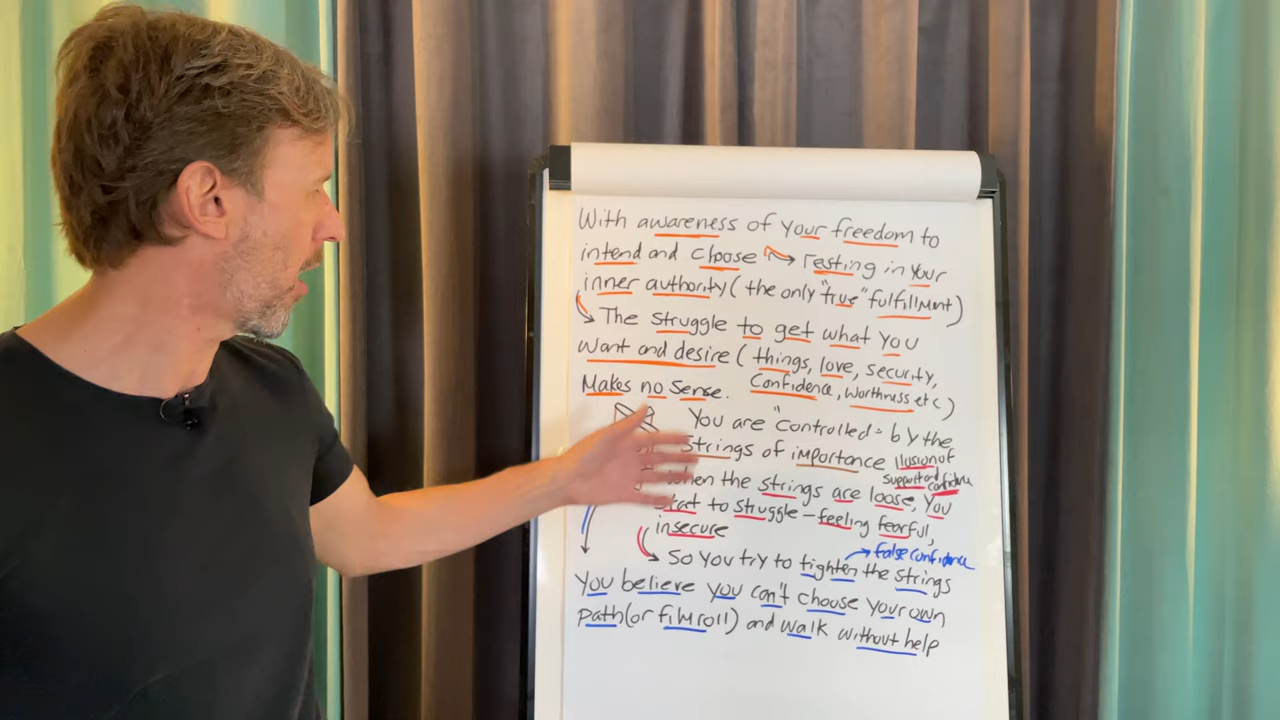 With awareness of your freedom to
intend and choose resting in your
inner authority (the only "true" fulfillment)
The struggle to get what you
want and desire (things, love, security,
Makes no sense. Confidence, worthness etc)
You are "controlled" by the
strings of importance illusion of
support and confidence
when the strings are loose, you
start to struggle - feeling fearful,
insecure
false confidence
So you try to tighten the strings
You believe you can't choose your own
path (or film roll) and walk without help